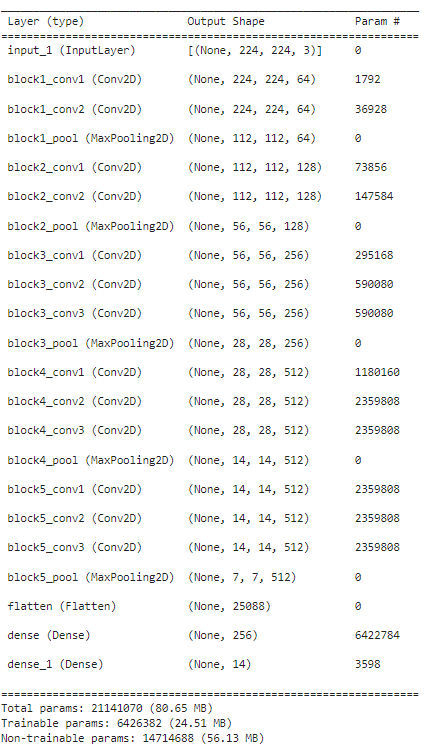 Layer (type) Output Shape Param #
input_1 (InputLayer) [(None, 224, 224, 3)] 0
block1_conv1 (Conv2D) (None, 224, 224, 64) 1792
block1_conv2 (Conv2D) (None, 224, 224, 64) 36928
block1_pool (MaxPooling2D) (None, 112, 112, 64) 0
block2_conv1 (Conv2D) (None, 112, 112, 128) 73856
block2_conv2 (Conv2D) (None, 112, 112, 128) 147584
block2_pool (MaxPooling2D) (None, 56, 56, 128) 0
block3_conv1 (Conv2D) (None, 56, 56, 256) 295168
block3_conv2 (Conv2D) (None, 56, 56, 256) 590080
block3_conv3 (Conv2D) (None, 56, 56, 256) 590080
block3_pool (MaxPooling2D) (None, 28, 28, 256) 0
block4_conv1 (Conv2D) (None, 28, 28, 512) 1180160
block4_conv2 (Conv2D) (None, 28, 28, 512) 2359808
block4_conv3 (Conv2D) (None, 28, 28, 512) 2359808
block4_pool (MaxPooling2D) (None, 14, 14, 512) 0
block5_conv1 (Conv2D) (None, 14, 14, 512) 2359808
block5_conv2 (Conv2D) (None, 14, 14, 512) 2359808
block5_conv3 (Conv2D) (None, 14, 14, 512) 2359808
block5_pool (MaxPooling2D) (None, 7, 7, 512) 0
flatten (Flatten) (None, 25088) 0
dense (Dense) (None, 256) 6422784
dense_1 (Dense) (None, 14) 3598
Total params: 21141070 (80.65 MB)
Trainable params: 6426382 (24.51 MB)
Non-trainable params: 14714688 (56.13 MB)